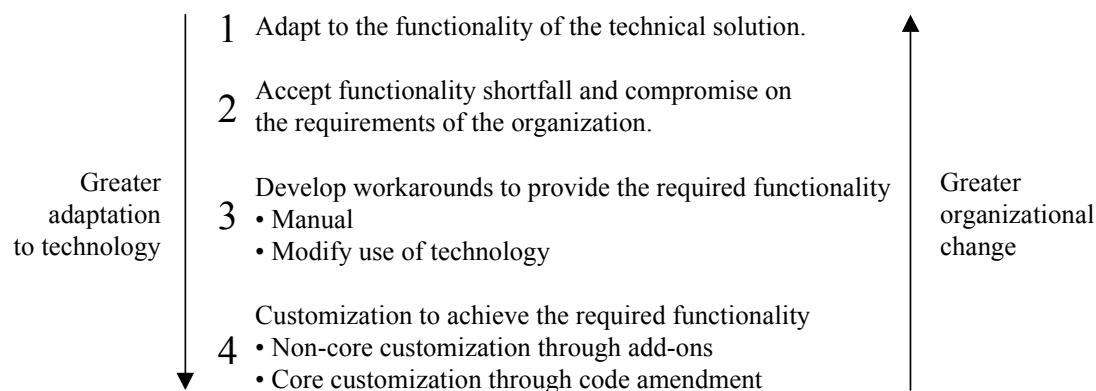 1 Adapt to the functionality of the technical solution.
2 Accept functionality shortfall and compromise on
the requirements of the organization.
Greater
adaptation
to technology
3 Develop workarounds to provide the required functionality
• Manual
• Modify use of technology
Greater
organizational
change
4 Customization to achieve the required functionality
• Non-core customization through add-ons
• Core customization through code amendment